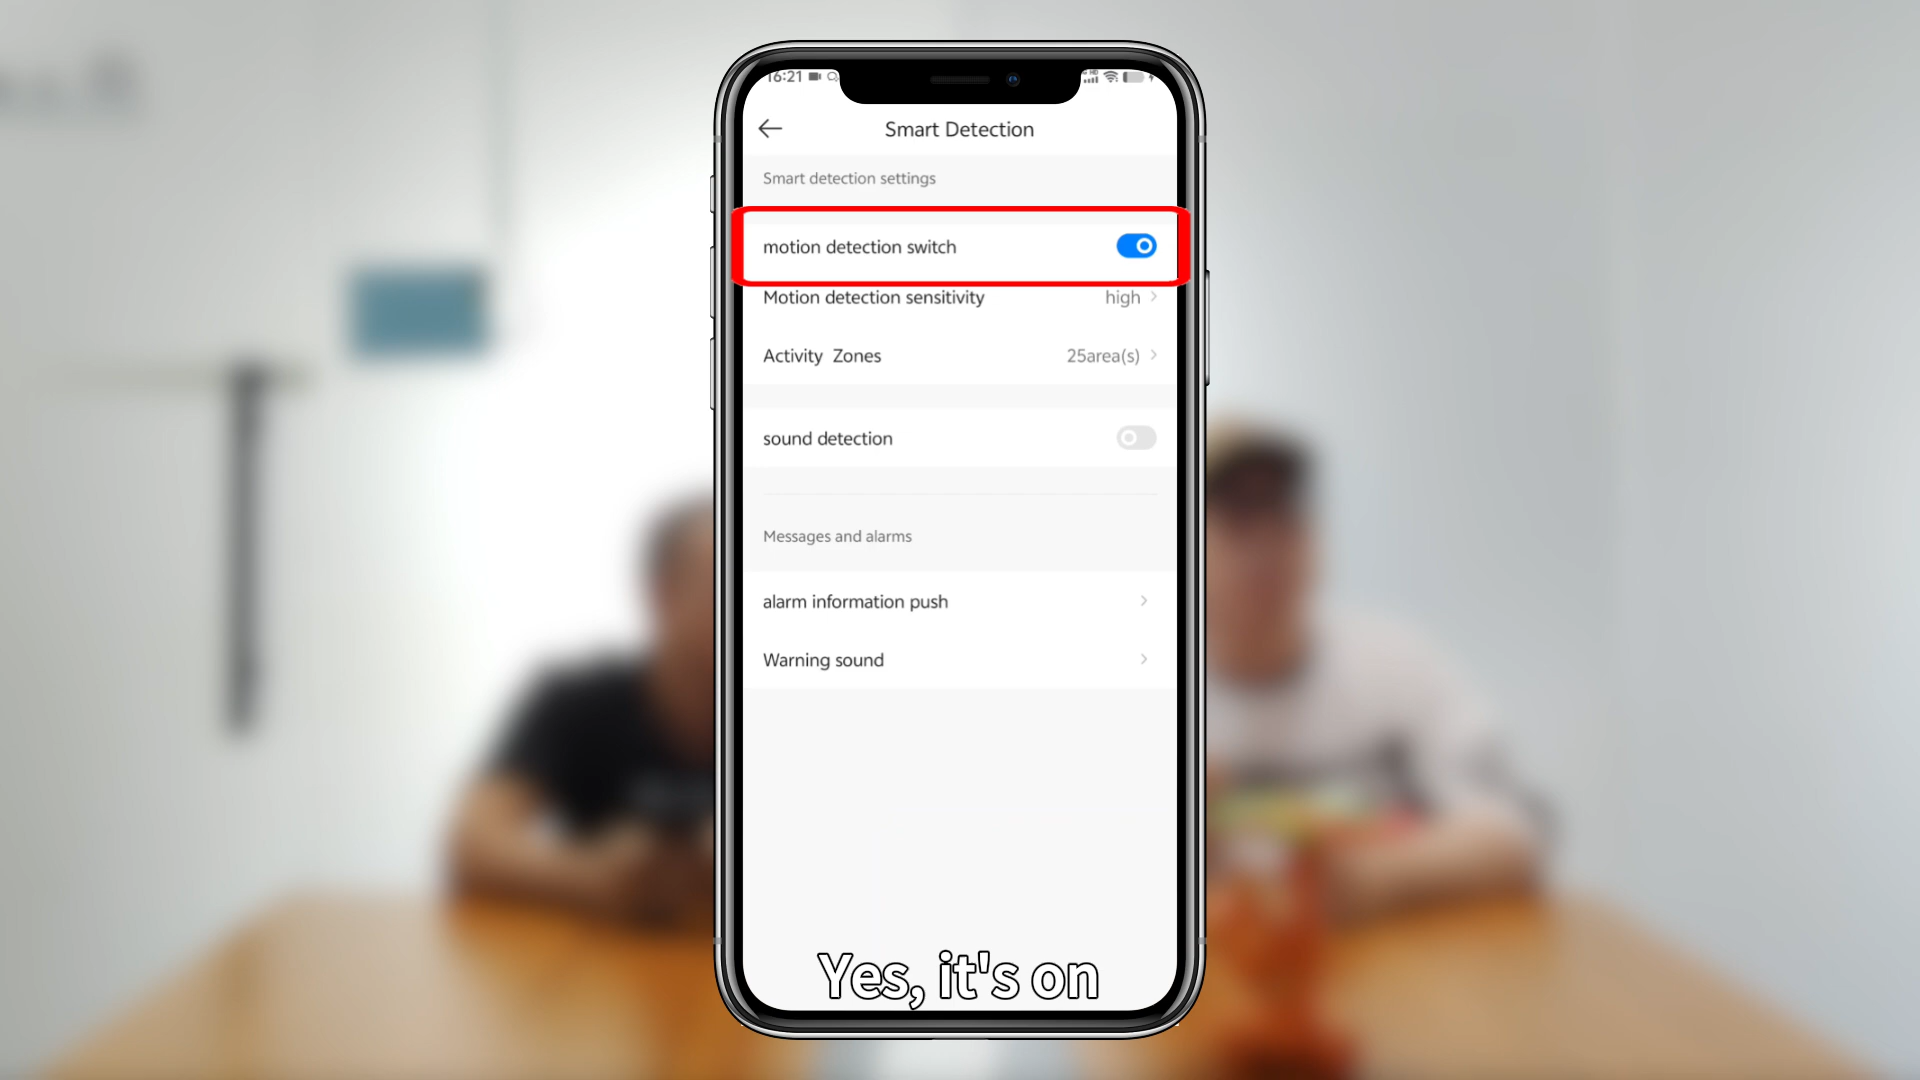 16:21
Smart Detection
Smart detection settings
motion detection switch
Motion detection sensitivity high
Activity Zones 25area(s)
sound detection
Messages and alarms
alarm information push
Warning sound
Yes, it's on